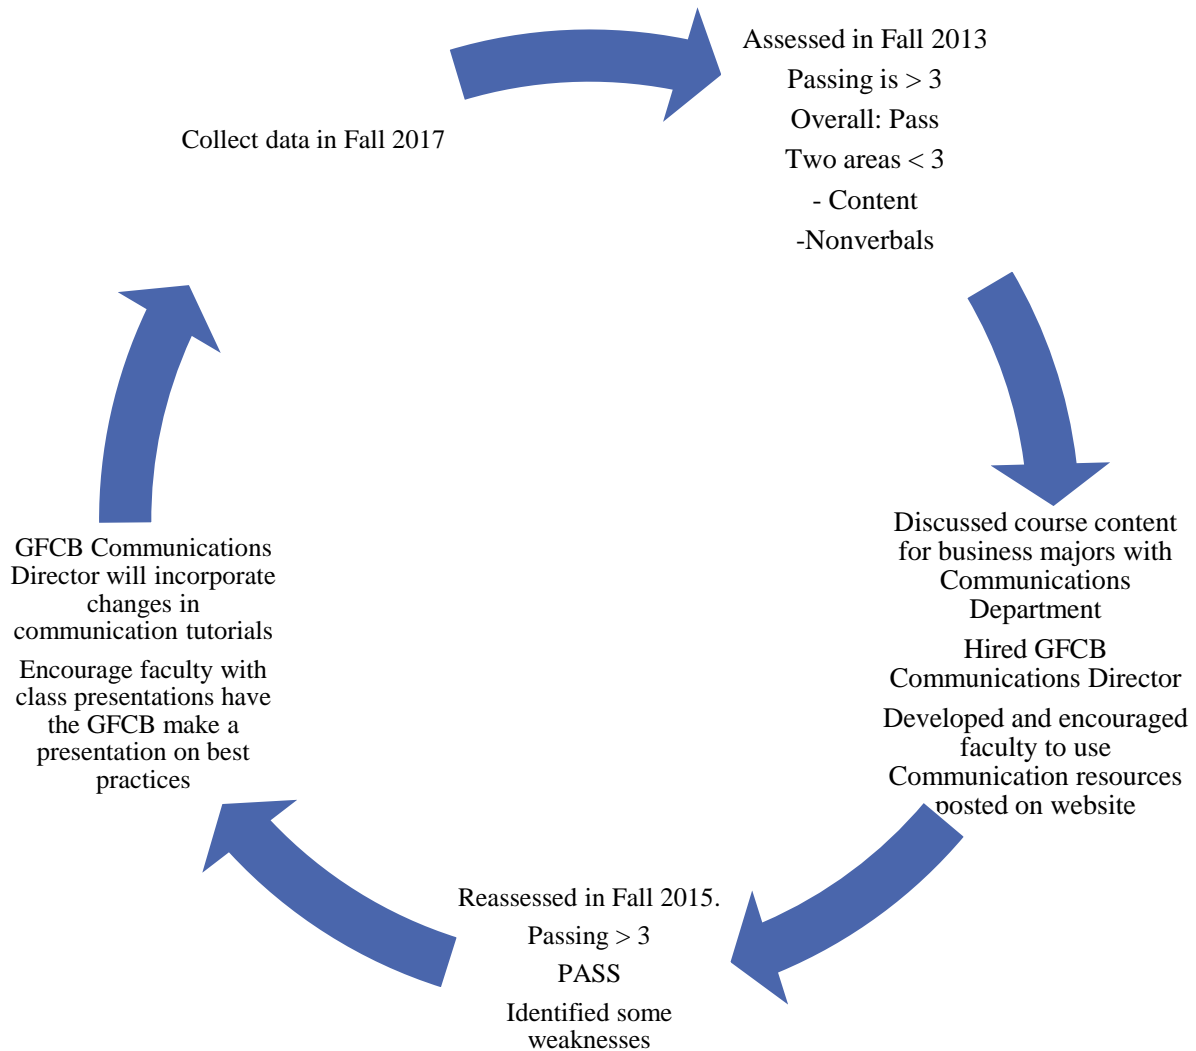 Assessed in Fall 2013
Passing is > 3
Overall: Pass
Two areas < 3
- Content
-Nonverbals
Discussed course content
for business majors with
Communications
Department
Hired GFCB
Communications Director
Developed and encouraged
faculty to use
Communication resources
posted on website
Reassessed in Fall 2015.
Passing > 3
PASS
Identified some
weaknesses
GFCB Communications
Director will incorporate
changes in
communication tutorials
Encourage faculty with
class presentations have
the GFCB make a
presentation on best
practices
Collect data in Fall 2017